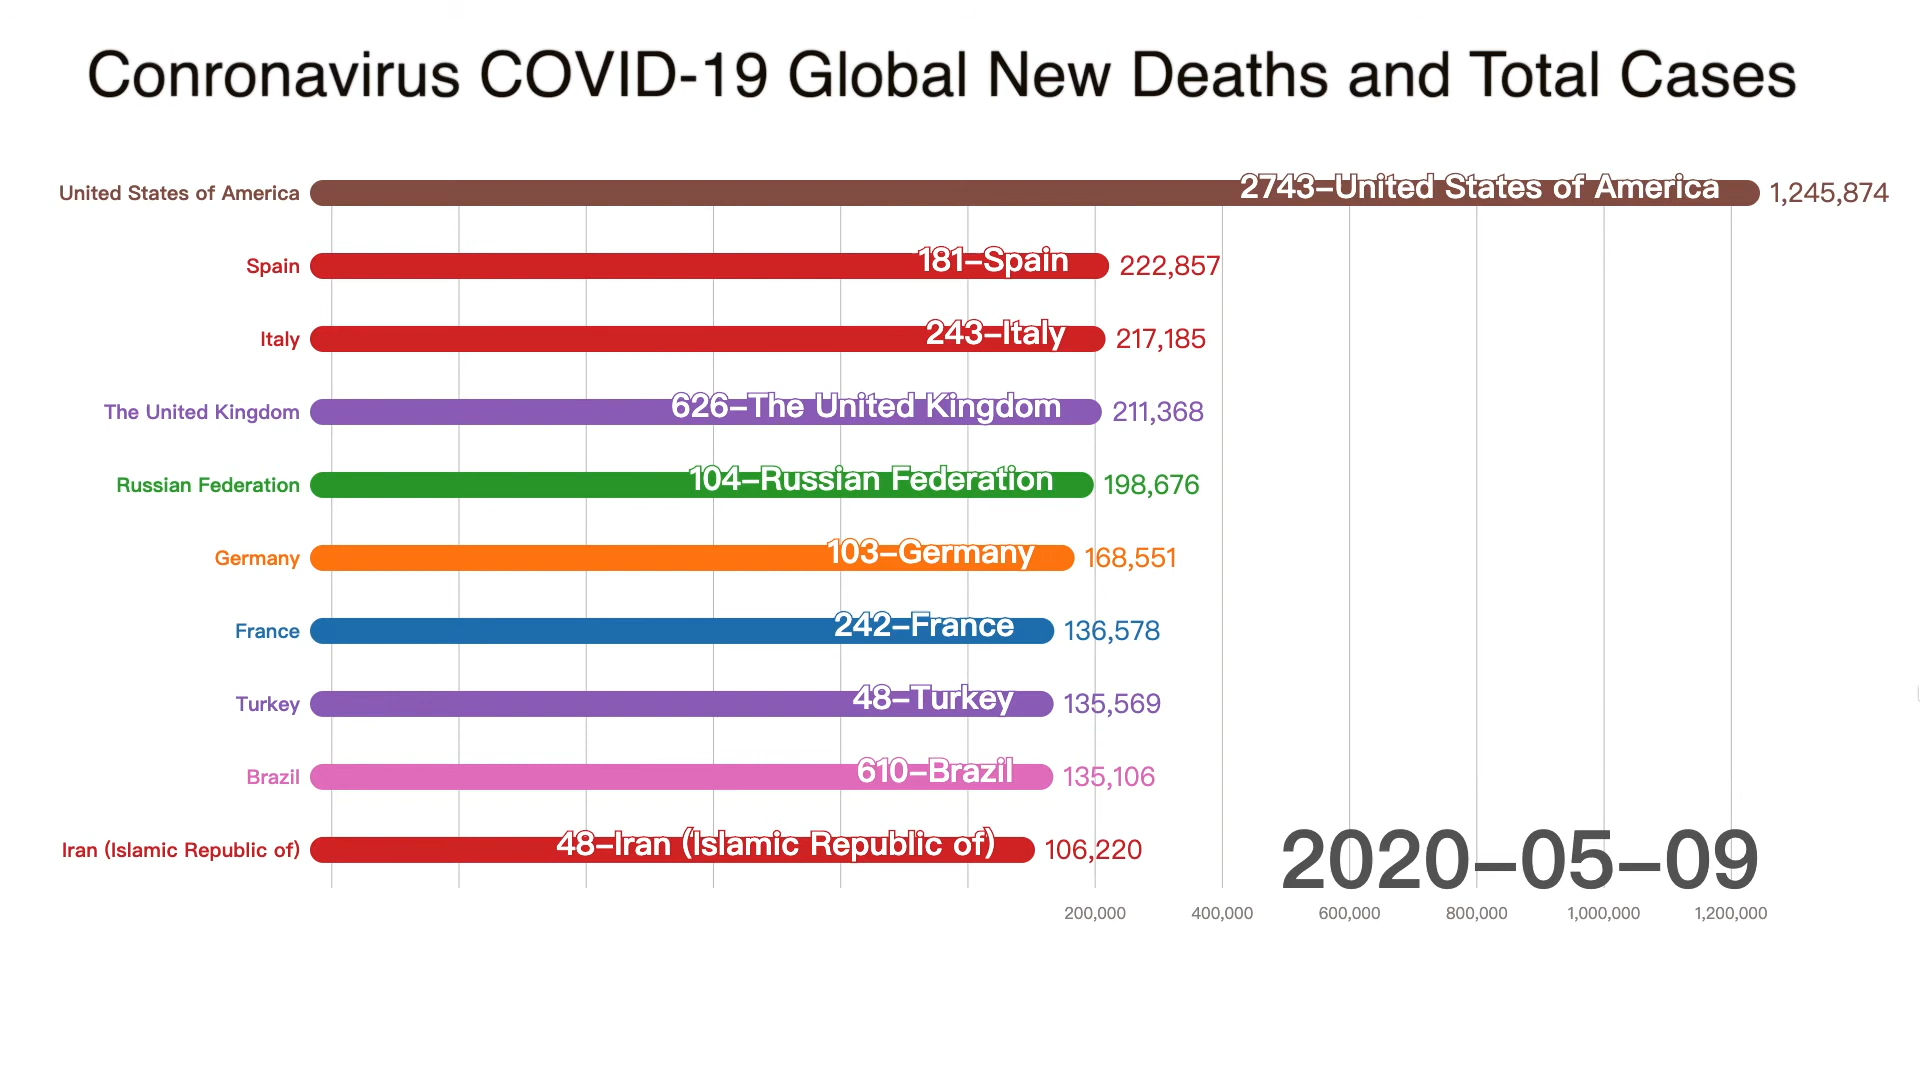 Conronavirus COVID-19 Global New Deaths and Total Cases
United States of America 2743-United States of America 1,245,874
Spain 181-Spain 222,857
Italy 243-Italy 217,185
The United Kingdom 626-The United Kingdom 211,368
Russian Federation 104-Russian Federation 198,676
Germany 103-Germany 168,551
France 242-France 136,578
Turkey 48-Turkey 135,569
Brazil 610-Brazil 135,106
Iran (Islamic Republic of) 48-Iran (Islamic Republic of) 106,220
2020-05-09
200,000 400,000 600,000 800,000 1,000,000 1,200,000